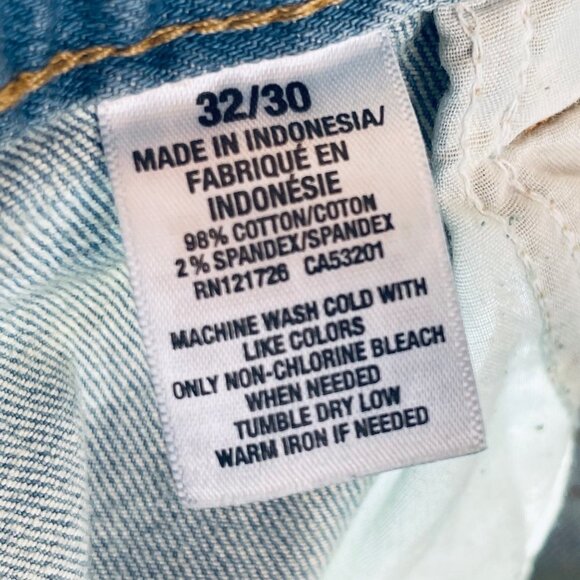 32/30
MADE IN INDONESIA/
FABRIQUÉ EN
INDONÉSIE
98% COTTON/COTON
2% SPANDEX/SPANDEX
RN121726 CA53201
MACHINE WASH COLD WITH
LIKE COLORS
ONLY NON-CHLORINE BLEACH
WHEN NEEDED
TUMBLE DRY LOW
WARM IRON IF NEEDED